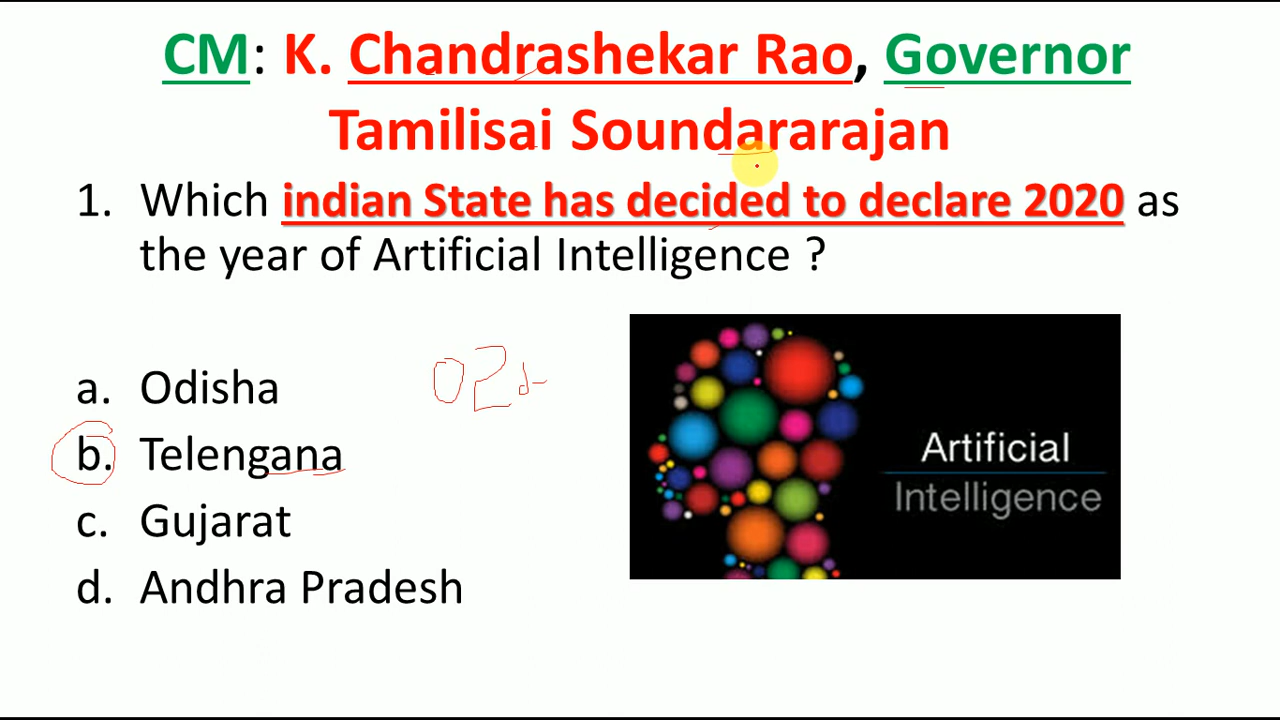 CM: K. Chandrashekar Rao, Governor
Tamilisai Soundararajan
1. Which indian State has decided to declare 2020 as
the year of Artificial Intelligence ?
a. Odisha
b. Telengana
c. Gujarat
d. Andhra Pradesh
02
Artificial
Intelligence